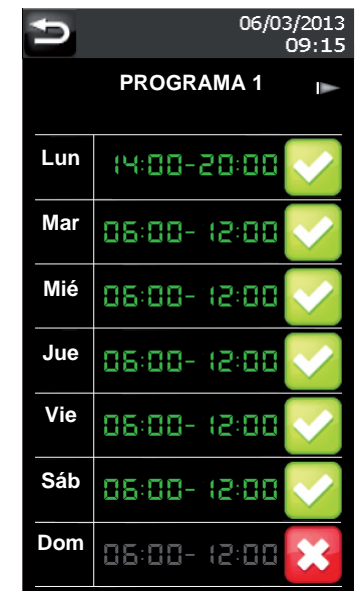 06/03/2013
09:15
PROGRAMA 1
Lun 14:00-20:00
Mar 06:00-12:00
Mié 06:00-12:00
Jue 06:00-12:00
Vie 06:00-12:00
Sáb 06:00-12:00
Dom 06:00-12:00